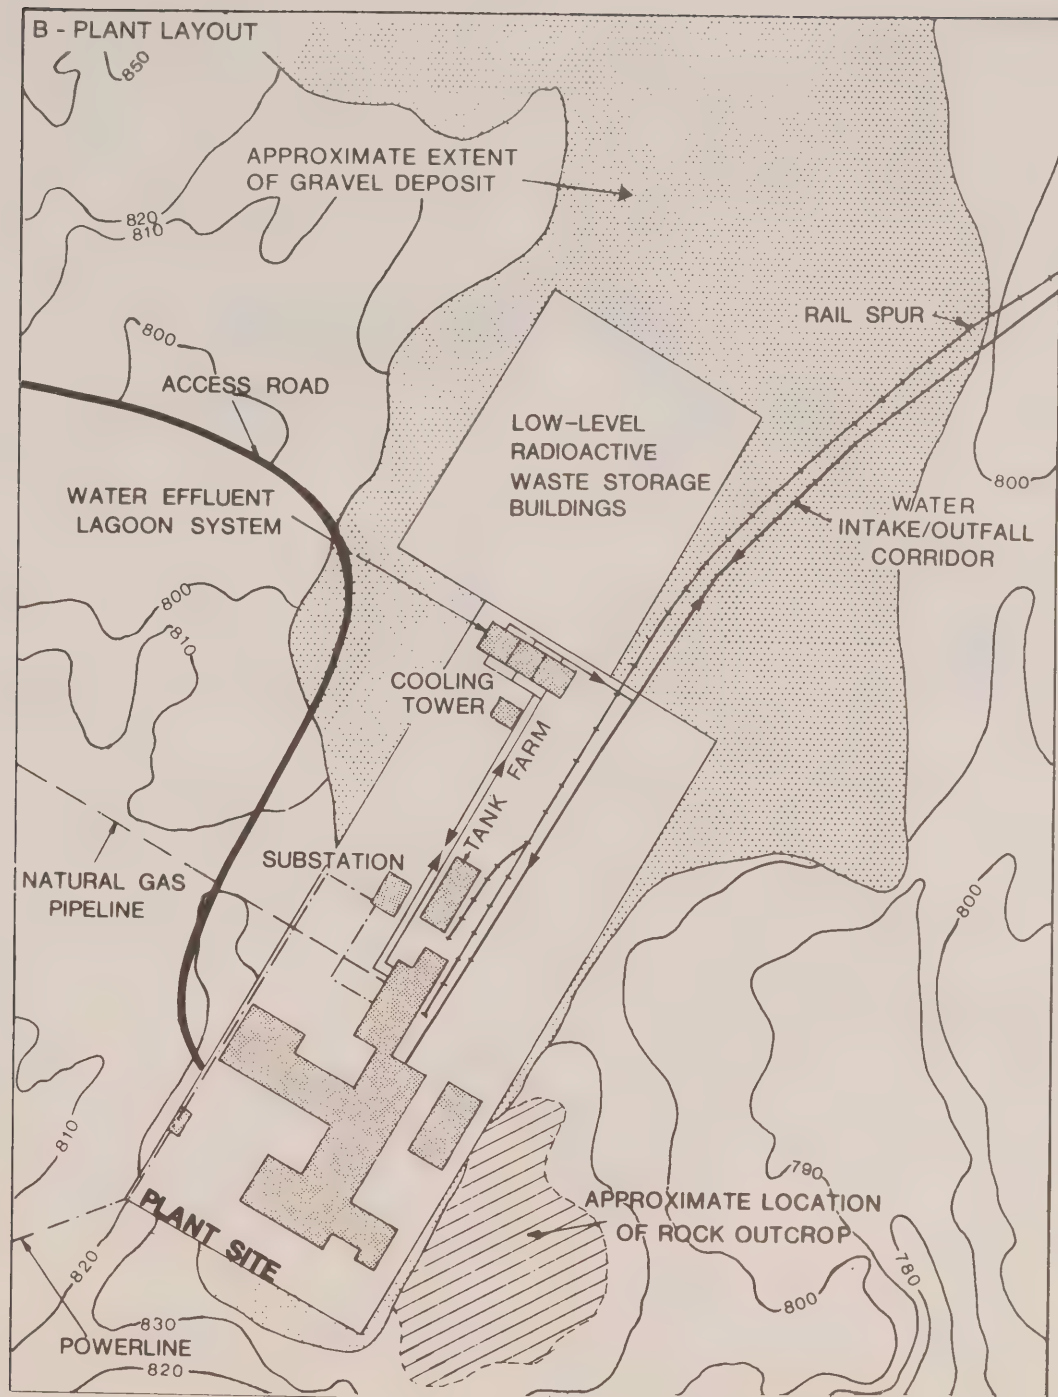 B - PLANT LAYOUT
850
APPROXIMATE EXTENT
OF GRAVEL DEPOSIT
820
810
RAIL SPUR
800
ACCESS ROAD
LOW-LEVEL
RADIOACTIVE
WASTE STORAGE
BUILDINGS
800
WATER EFFLUENT
LAGOON SYSTEM
WATER
INTAKE/OUTFALL
CORRIDOR
800
810
COOLING
TOWER
TANK FARM
SUBSTATION
NATURAL GAS
PIPELINE
800
810
790
APPROXIMATE LOCATION
OF ROCK OUTCROP
PLANT SITE
820
780
800
830
POWERLINE
820